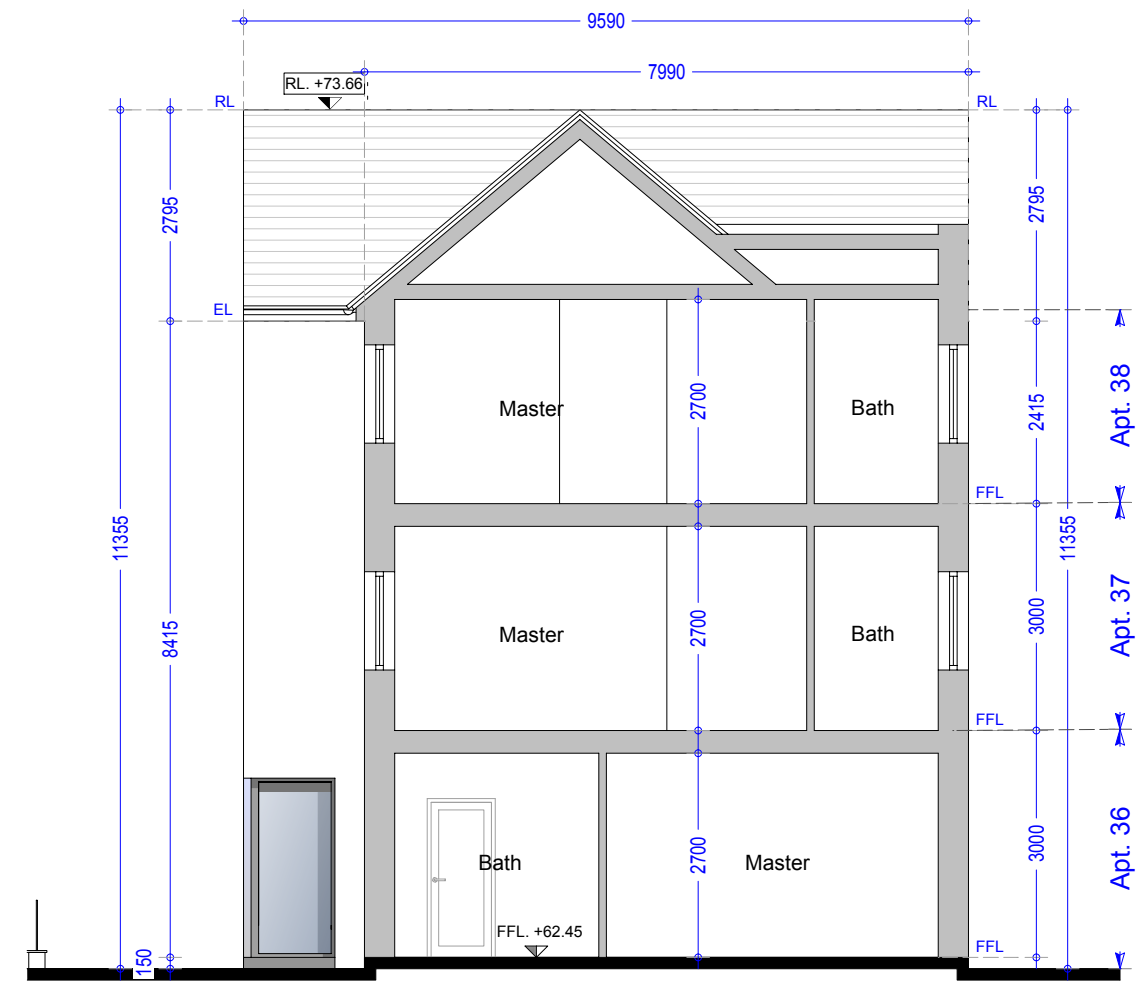 9590
7990
RL. +73.66
RL
RL
2795
2795
EL
Master
2700
Bath
2415
Apt. 38
FFL
11355
11355
8415
Master
2700
Bath
3000
Apt. 37
FFL
Bath
2700
Master
3000
Apt. 36
FFL. +62.45
FFL
150